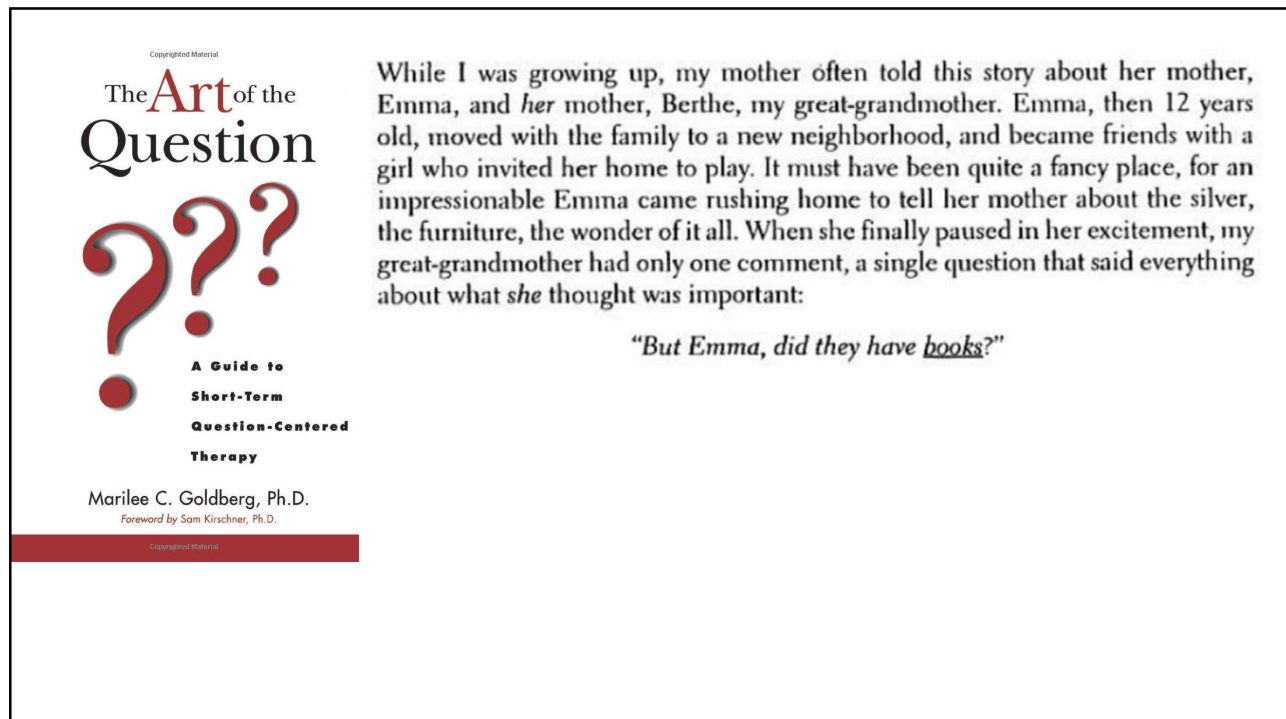 Copyrighted Material
The Art of the
Question
???
A Guide to
Short-Term
Question-Centered
Therapy
Marilee C. Goldberg, Ph.D.
Foreword by Sam Kirschner, Ph.D.
Copyrighted Material
While I was growing up, my mother often told this story about her mother,
Emma, and her mother, Berthe, my great-grandmother. Emma, then 12 years
old, moved with the family to a new neighborhood, and became friends with a
girl who invited her home to play. It must have been quite a fancy place, for an
impressionable Emma came rushing home to tell her mother about the silver,
the furniture, the wonder of it all. When she finally paused in her excitement, my
great-grandmother had only one comment, a single question that said everything
about what she thought was important:
“But Emma, did they have books?”